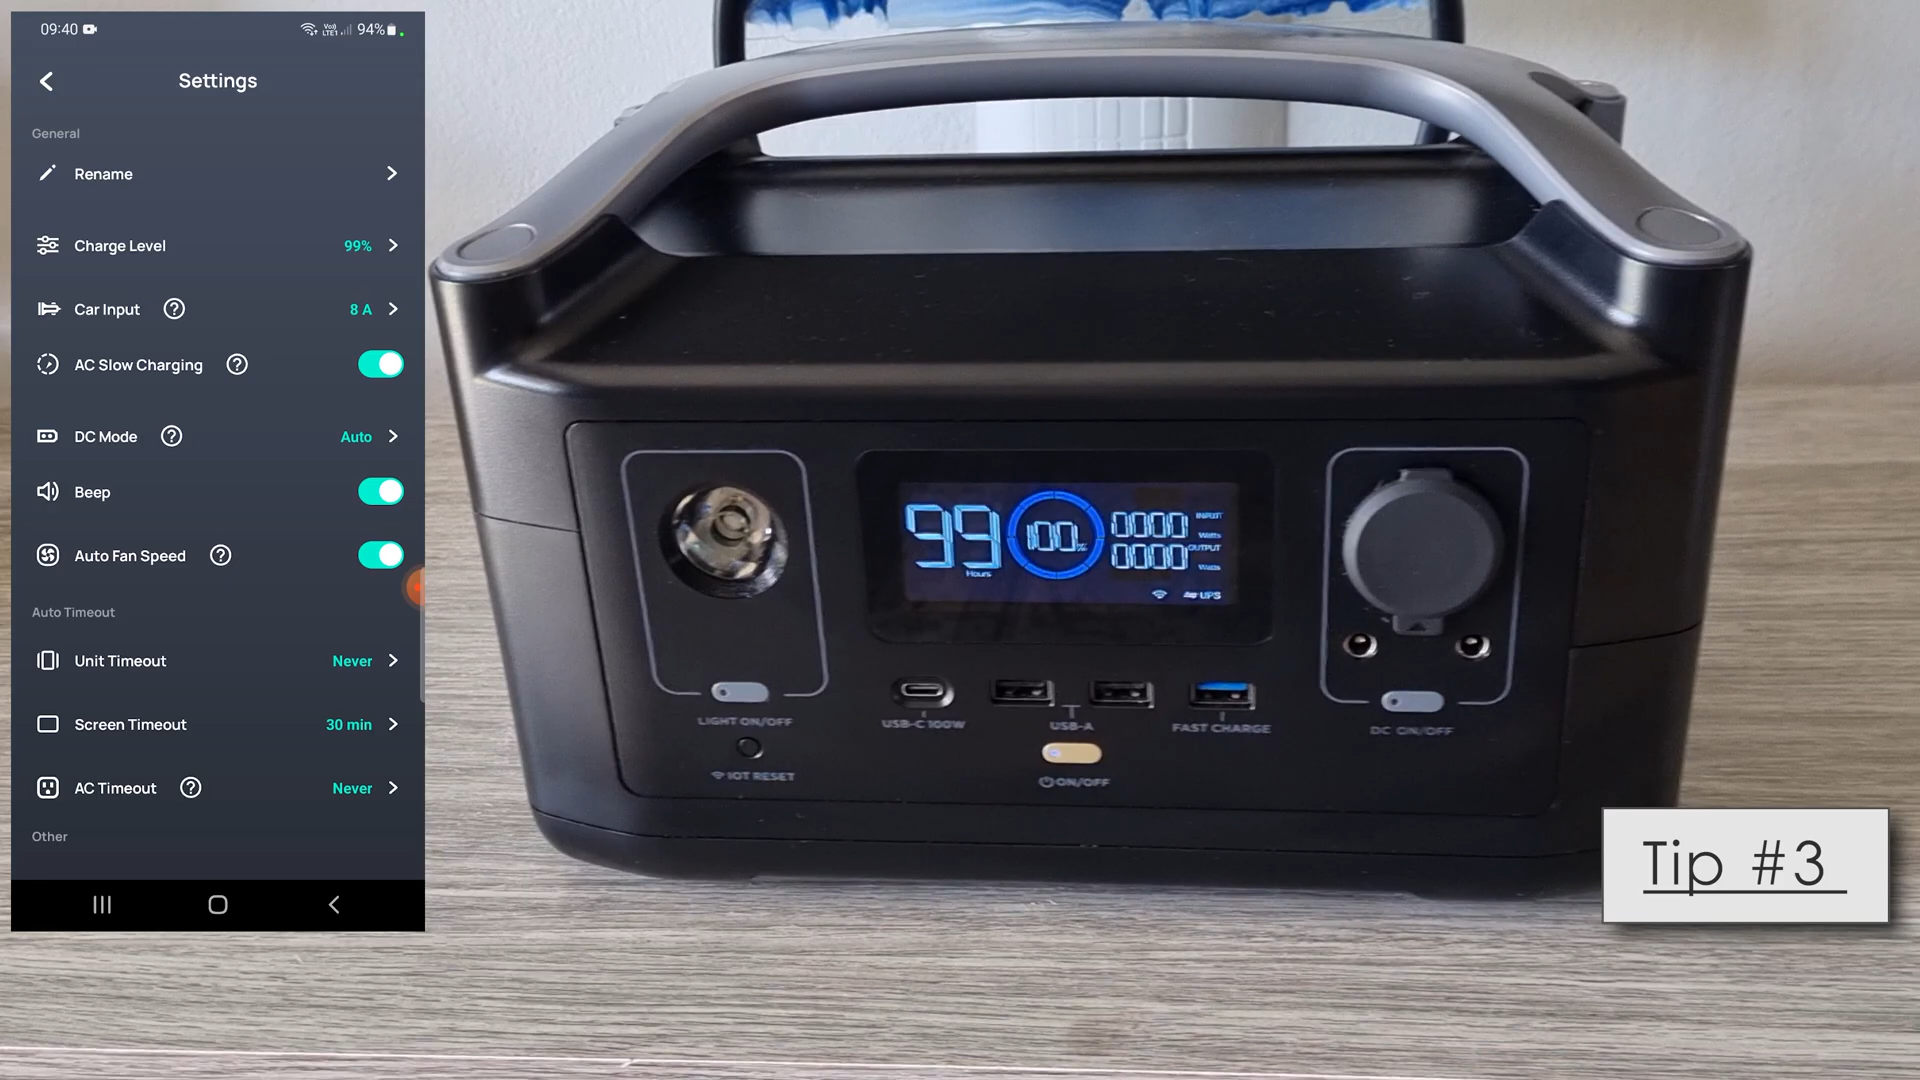 09:40
Vo))
LTE1
94%
Settings
General
Rename
Charge Level 99%
Car Input ? 8 A
AC Slow Charging ?
DC Mode ? Auto
Beep
Auto Fan Speed ?
Auto Timeout
Unit Timeout Never
Screen Timeout 30 min
AC Timeout ? Never
Other
99
Hours
100%
0000 INPUT
Watts
0000 OUTPUT
Watts
UPS
LIGHT ON/OFF
IOT RESET
USB-C 100W
USB-A
FAST CHARGE
ON/OFF
DC ON/OFF
Tip #3